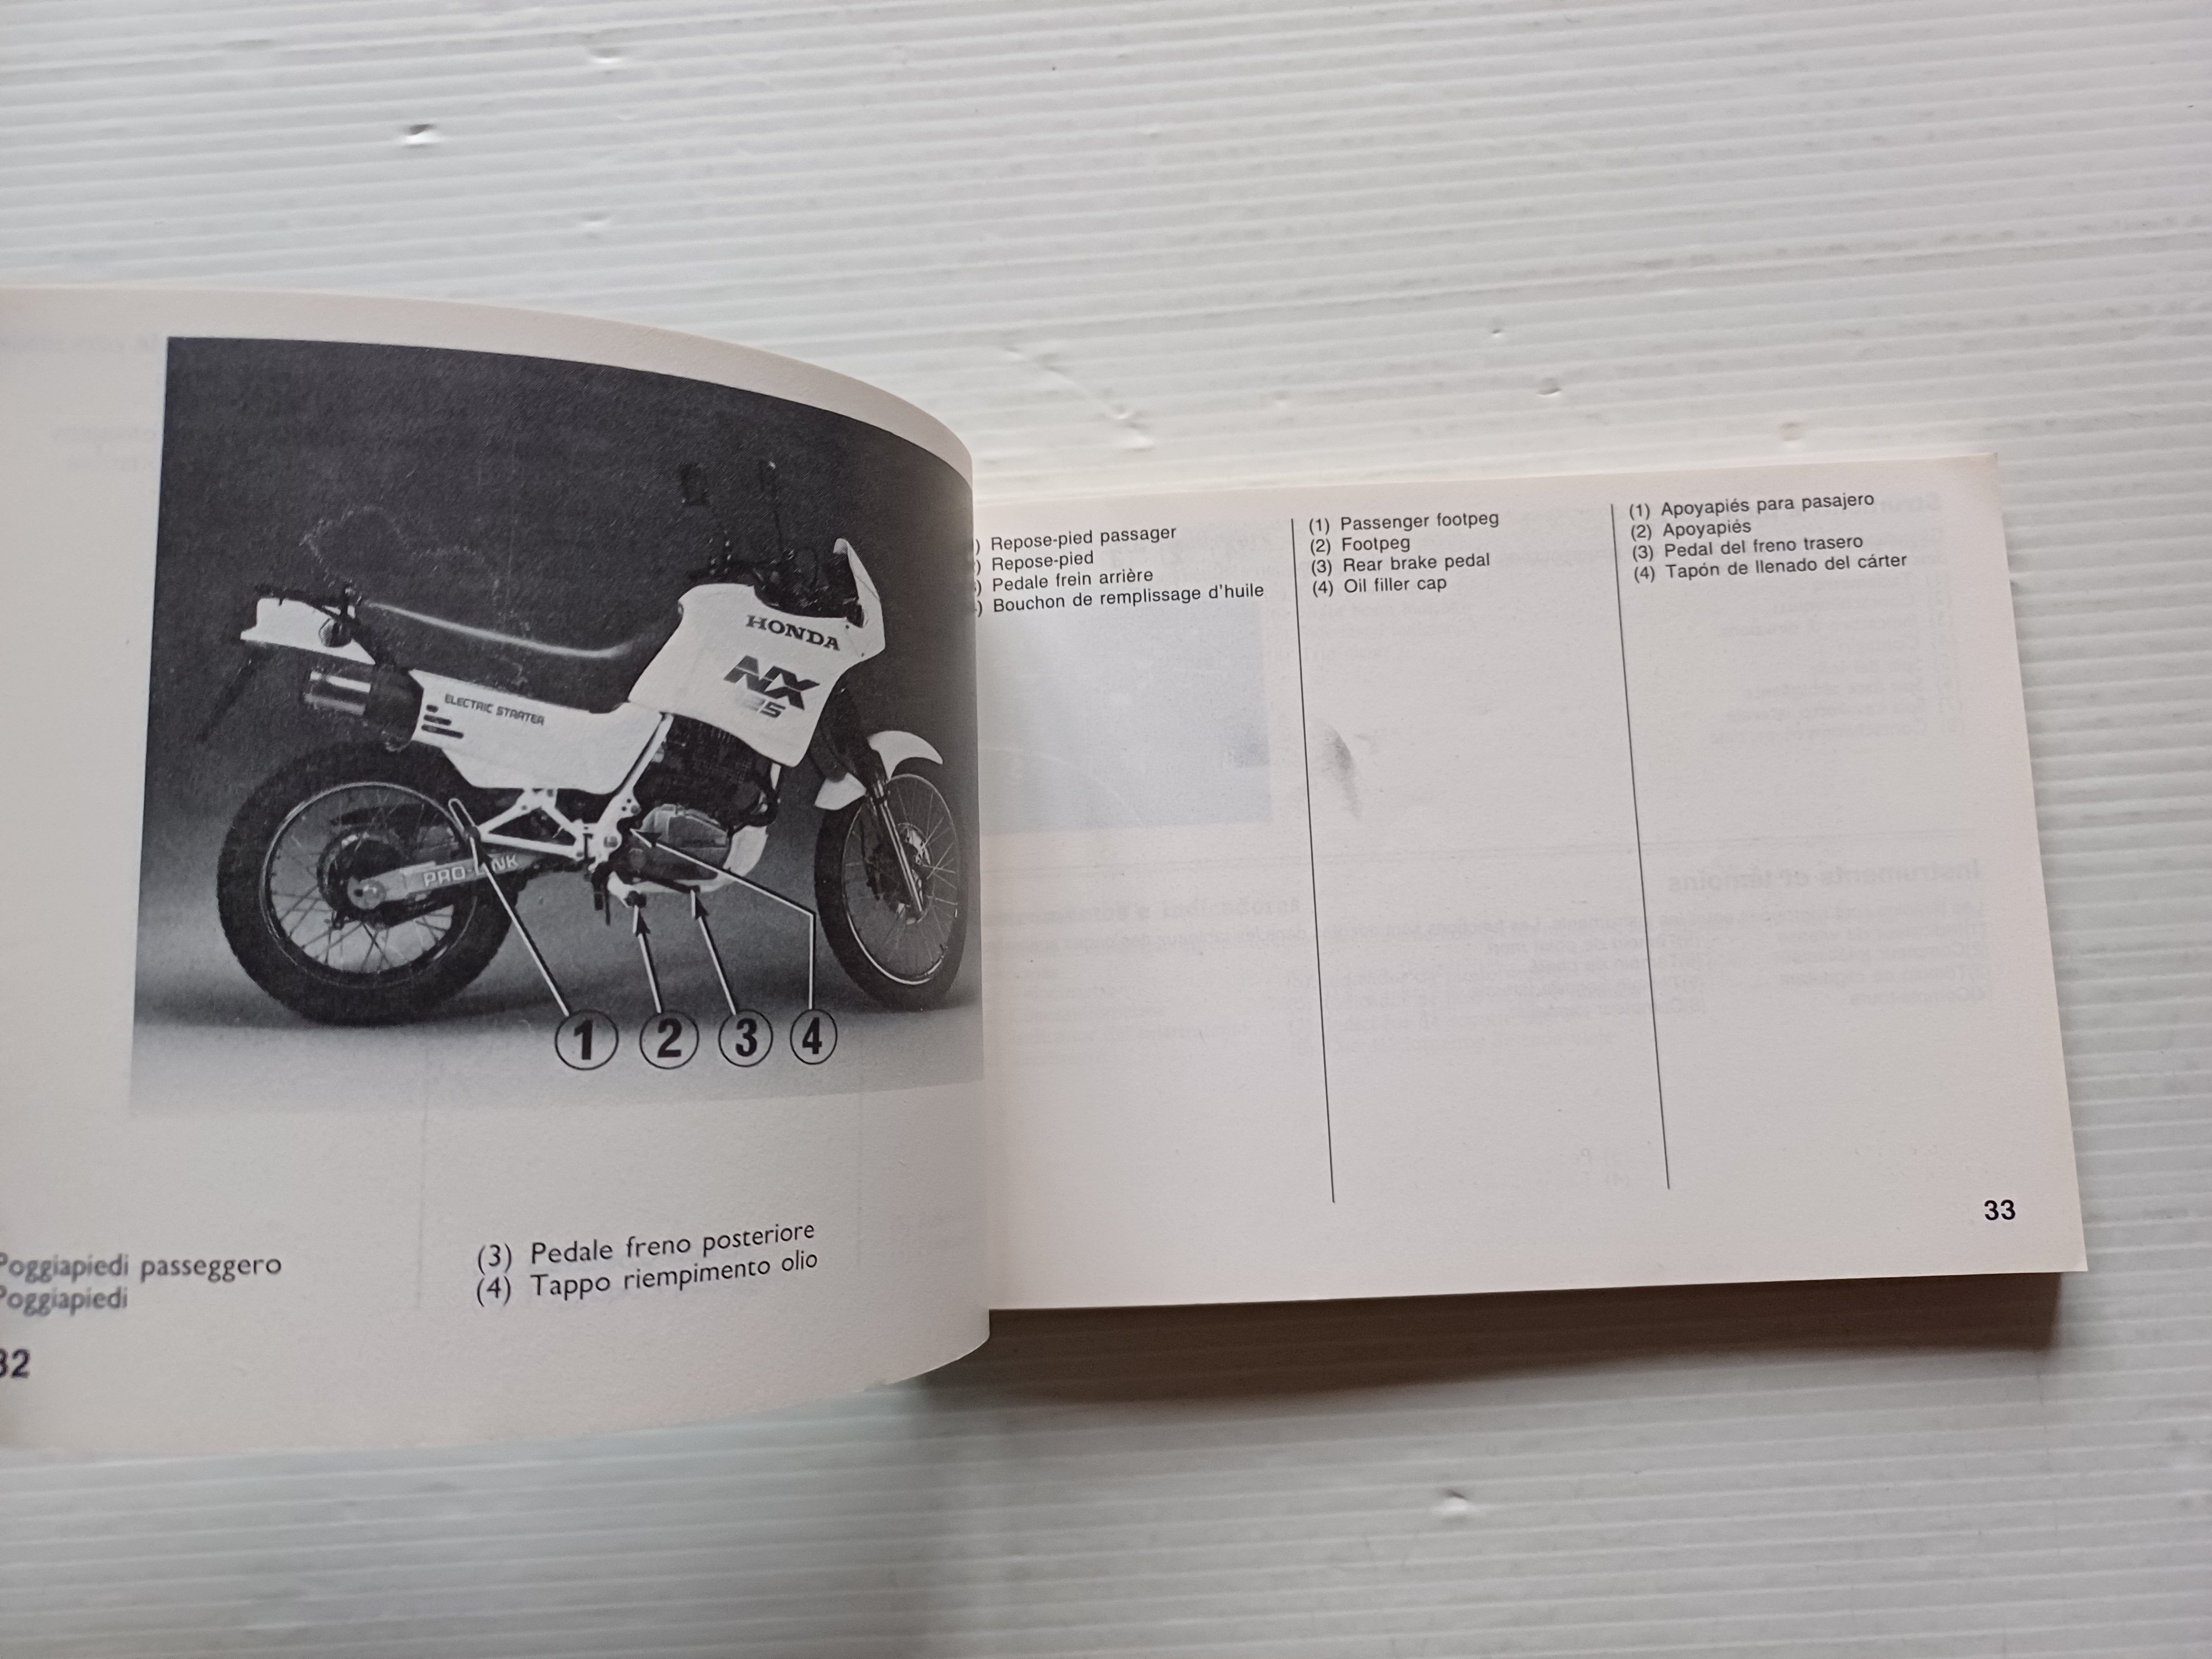 HONDA
NX
ELECTRIC STARTER
PRO-LINK
1 2 3 4
Poggiapiedi passeggero
Poggiapiedi
(3) Pedale freno posteriore
(4) Tappo riempimento olio
32
) Repose-pied passager
) Repose-pied
) Pedale frein arrière
) Bouchon de remplissage d'huile
(1) Passenger footpeg
(2) Footpeg
(3) Rear brake pedal
(4) Oil filler cap
(1) Apoyapiés para pasajero
(2) Apoyapiés
(3) Pedal del freno trasero
(4) Tapón de llenado del cárter
33